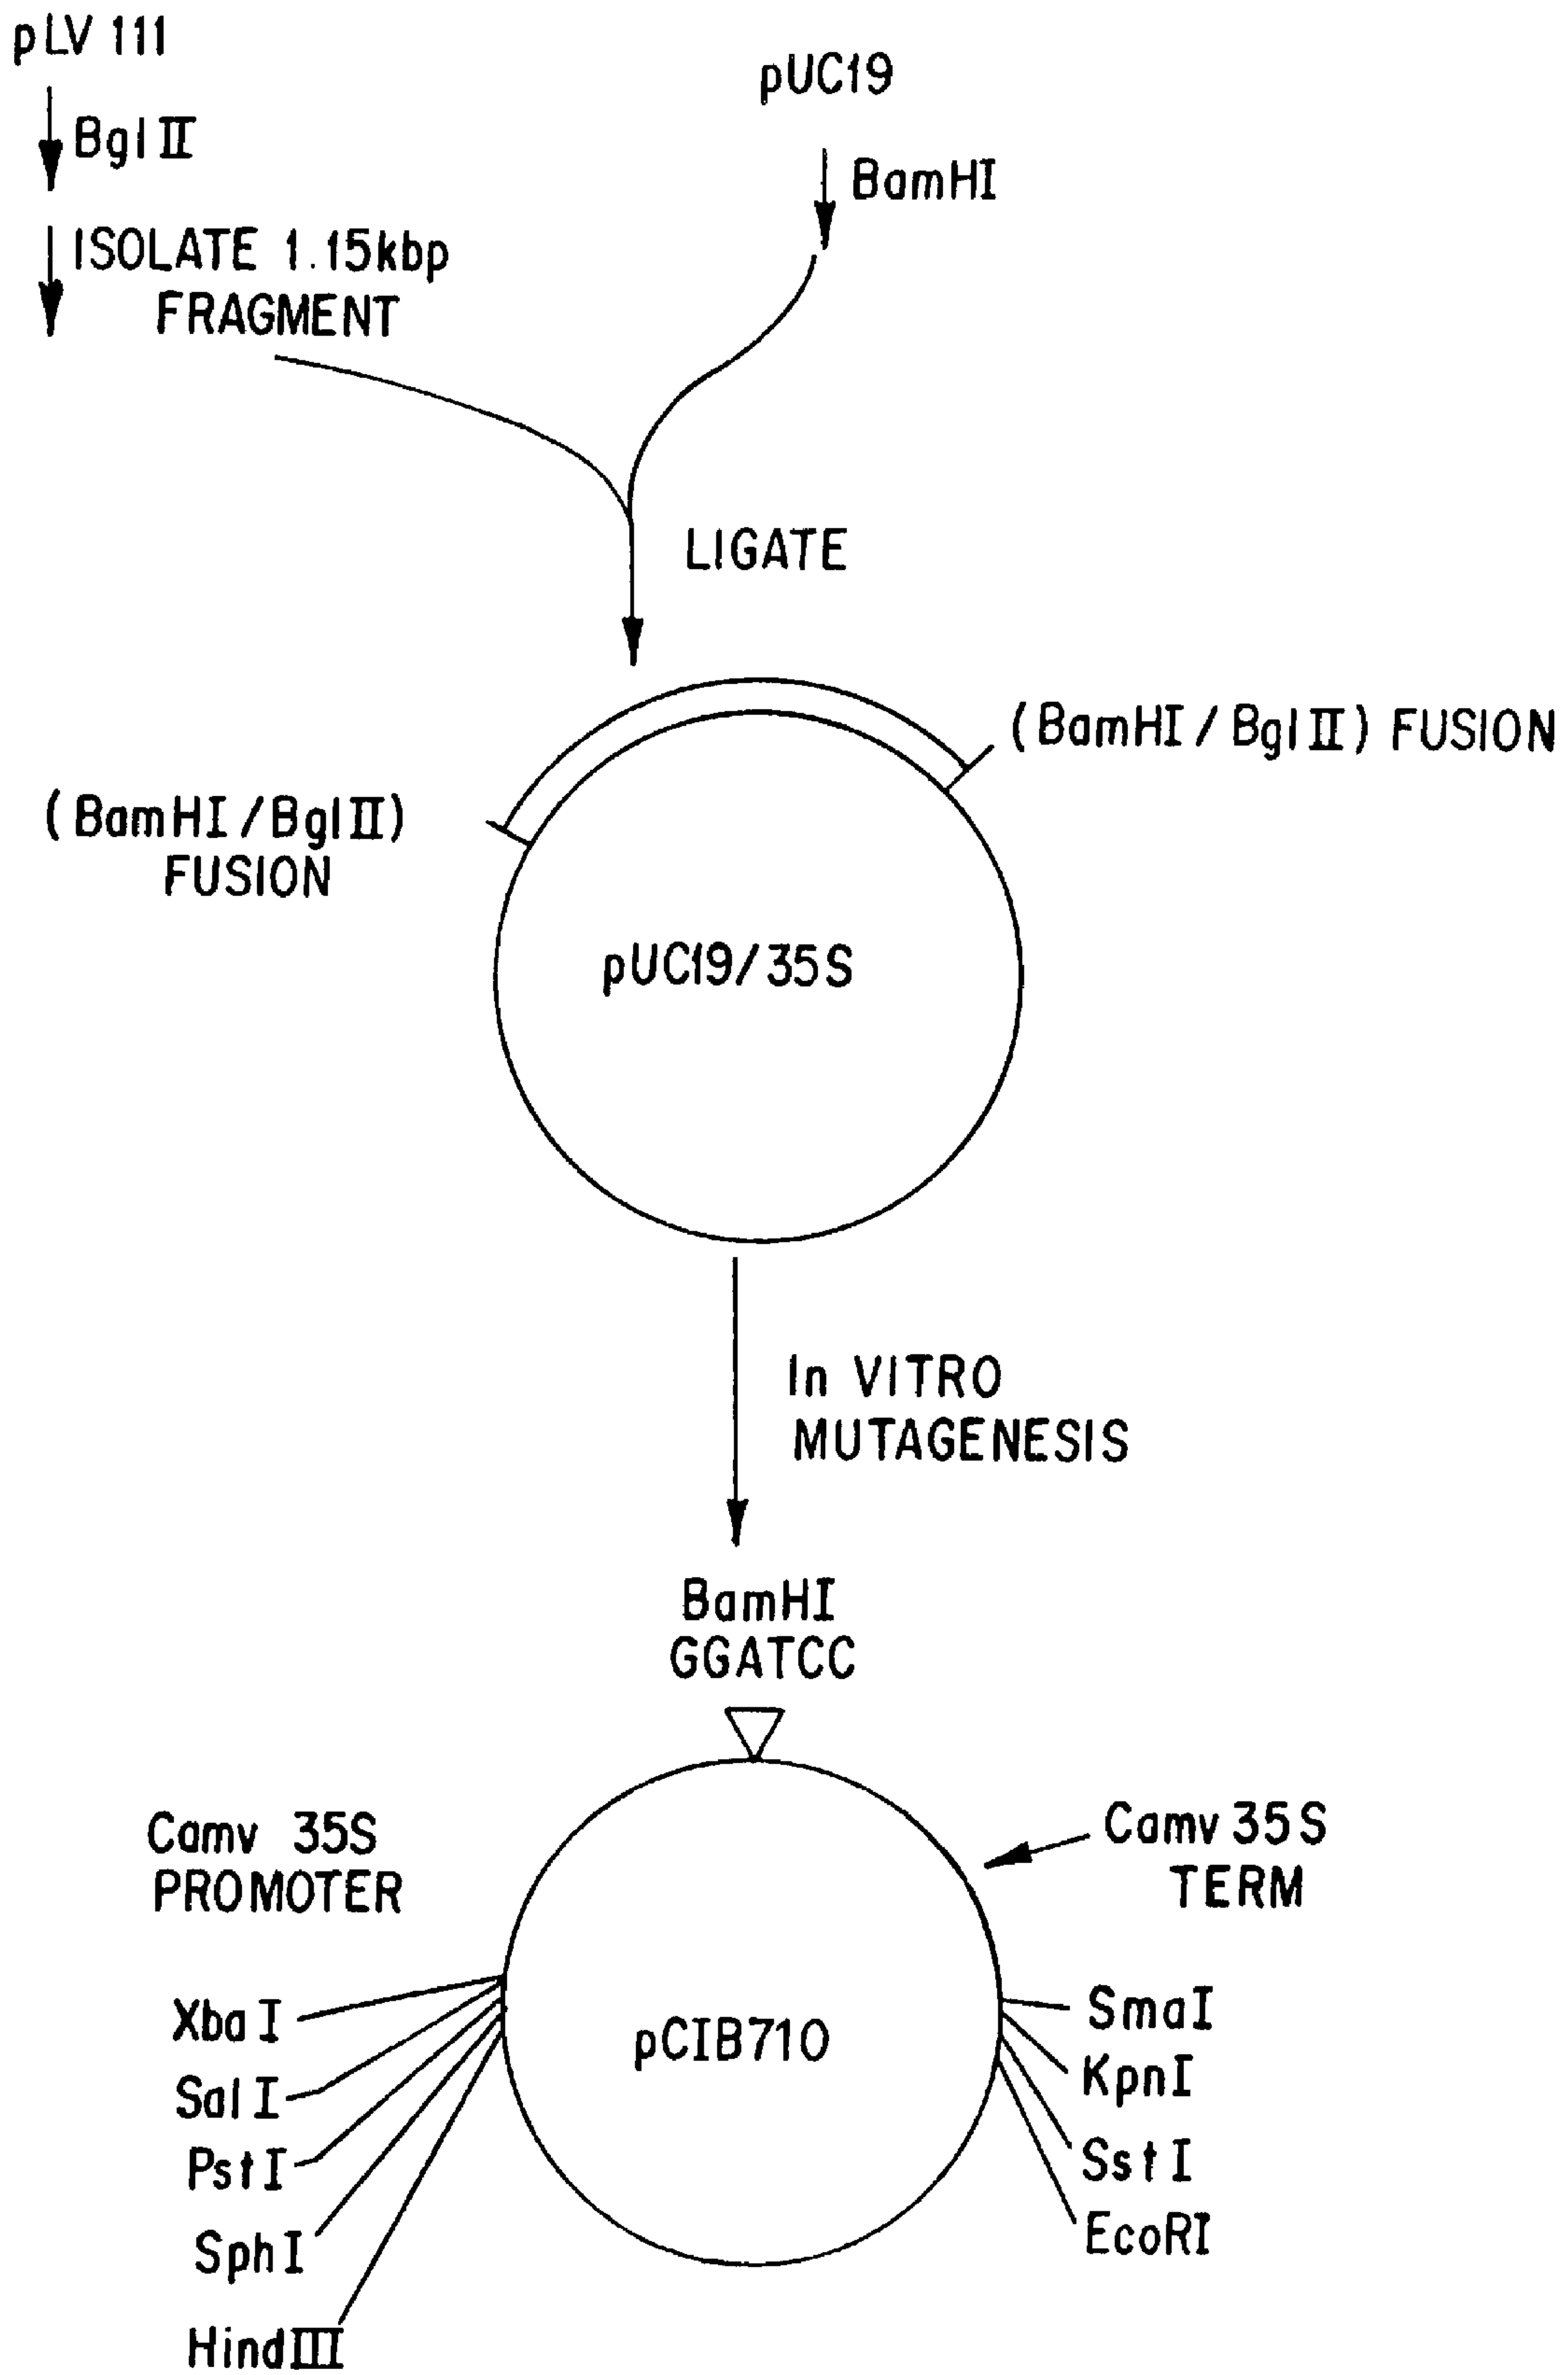 pLV 111
BglII
ISOLATE 1.15kbp
FRAGMENT
pUC19
BamHI
LIGATE
(BamHI/BglII) FUSION
(BamHI/BglII)
FUSION
pUC19/35S
In VITRO
MUTAGENESIS
BamHI
GGATCC
Camv 35S
PROMOTER
Camv 35S
TERM
XbaI
SalI
PstI
SphI
HindIII
pCIB710
SmaI
KpnI
SstI
EcoRI